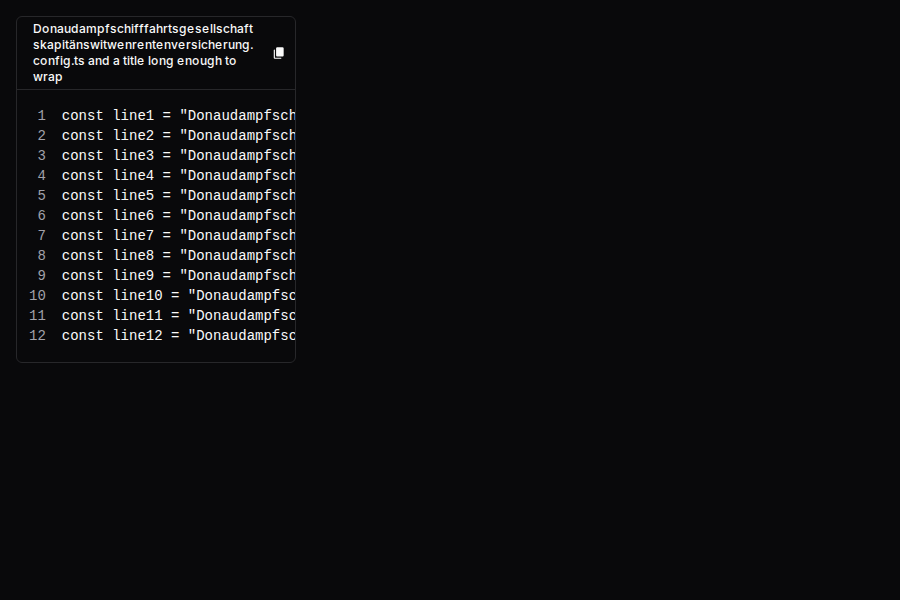 Donaudampfschifffahrtsgesellschaft
skapitänswitwenrentenversicherung.
config.ts and a title long enough to
wrap
1 const line1 = "Donaudampfsch
2 const line2 = "Donaudampfsch
3 const line3 = "Donaudampfsch
4 const line4 = "Donaudampfsch
5 const line5 = "Donaudampfsch
6 const line6 = "Donaudampfsch
7 const line7 = "Donaudampfsch
8 const line8 = "Donaudampfsch
9 const line9 = "Donaudampfsch
10 const line10 = "Donaudampfsc
11 const line11 = "Donaudampfsc
12 const line12 = "Donaudampfsc